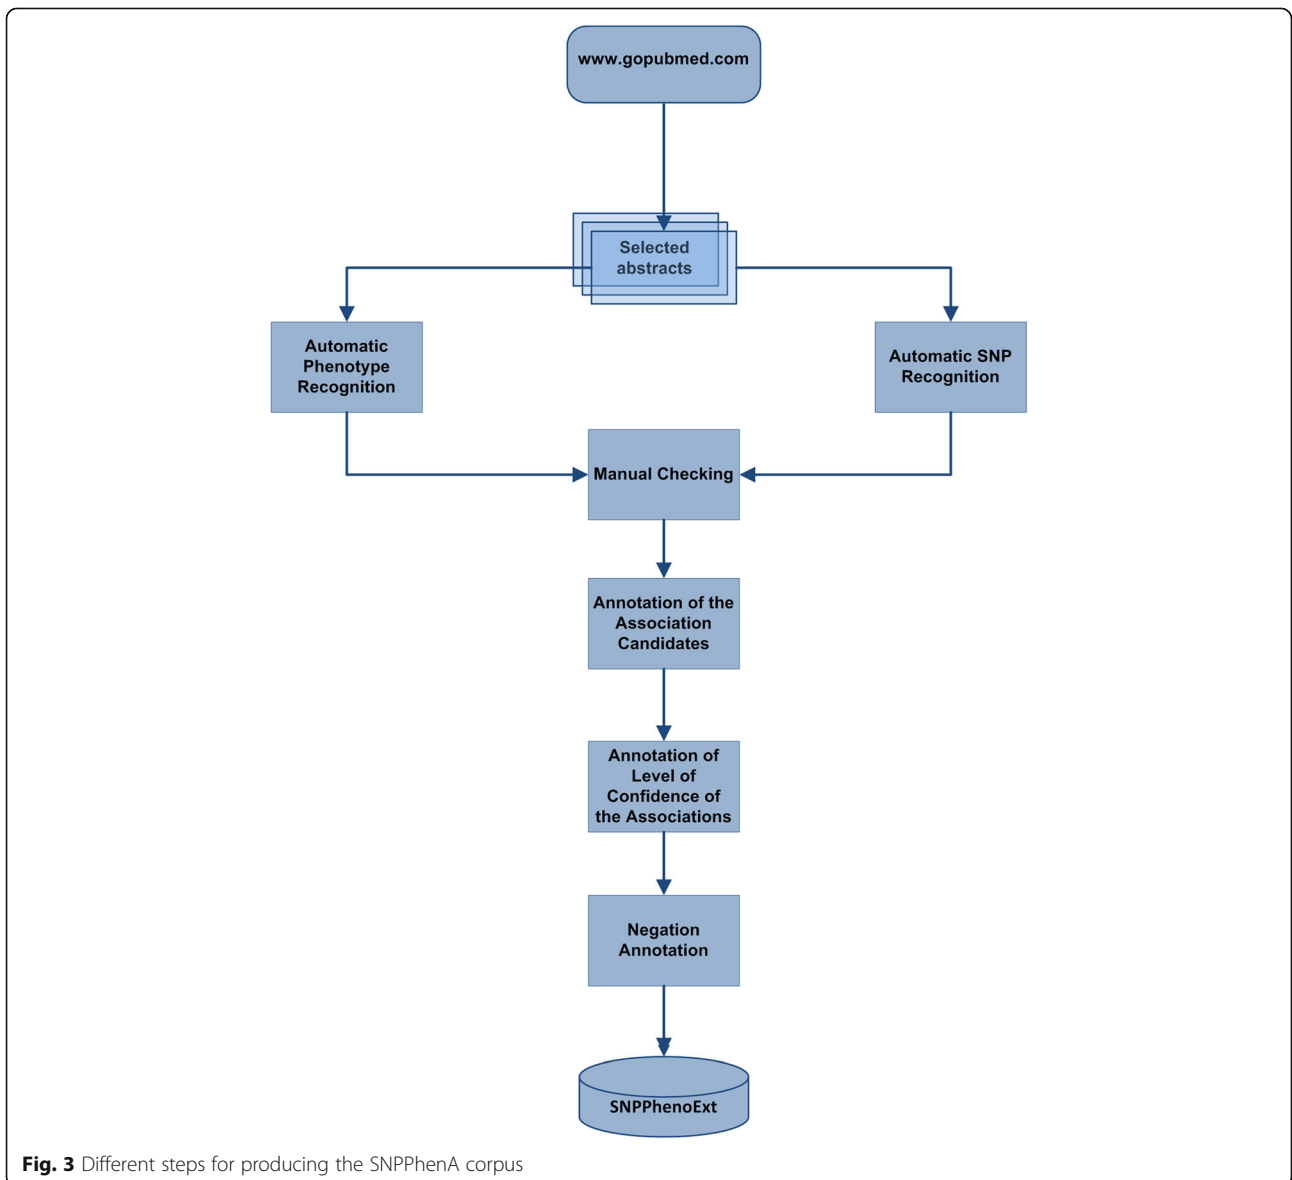 www.gopubmed.com
Selected
abstracts
Automatic
Phenotype
Recognition
Automatic SNP
Recognition
Manual Checking
Annotation of the
Association
Candidates
Annotation of
Level of
Confidence of
the Associations
Negation
Annotation
SNPPhenoExt
Fig. 3 Different steps for producing the SNPPhenA corpus